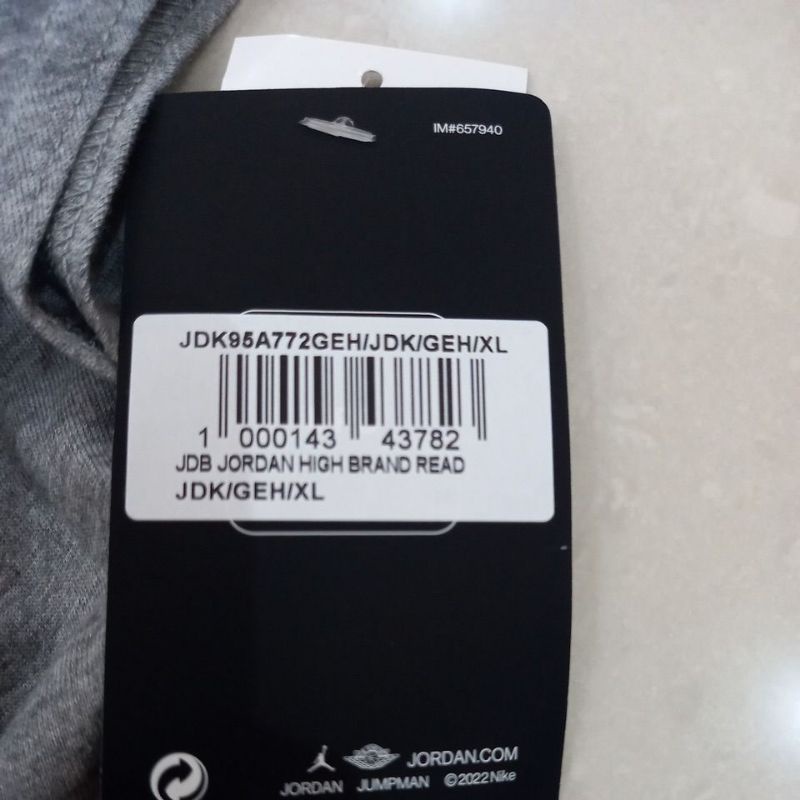 IM#657940
JDK95A772GEH/JDK/GEH/XL
1 000143 43782
JDB JORDAN HIGH BRAND READ
JDK/GEH/XL
JORDAN.COM
JORDAN JUMPMAN ©2022 Nike